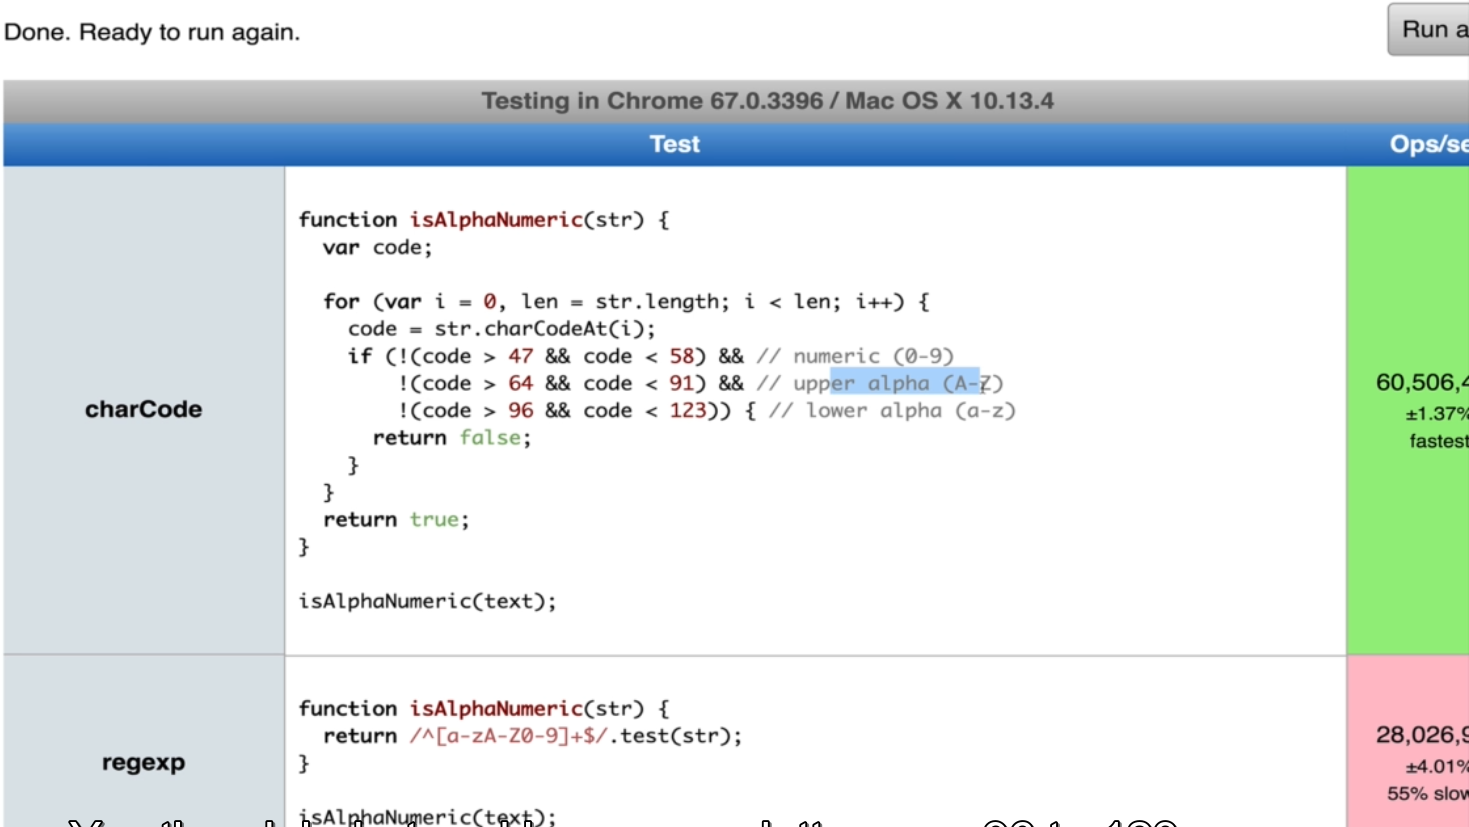 Done. Ready to run again.
Run a
Testing in Chrome 67.0.3396 / Mac OS X 10.13.4
Test
Ops/se
charCode
function isAlphaNumeric(str) {
var code;
for (var i = 0, len = str.length; i < len; i++) {
code = str.charCodeAt(i);
if (!(code > 47 && code < 58) && // numeric (0-9)
!(code > 64 && code < 91) && // upper alpha (A-Z)
!(code > 96 && code < 123)) { // lower alpha (a-z)
return false;
}
}
return true;
}
isAlphaNumeric(text);
60,506,4
±1.37%
fastest
regexp
function isAlphaNumeric(str) {
return /^[a-zA-Z0-9]+$/.test(str);
}
isAlphaNumeric(text);
28,026,9
±4.01%
55% slow